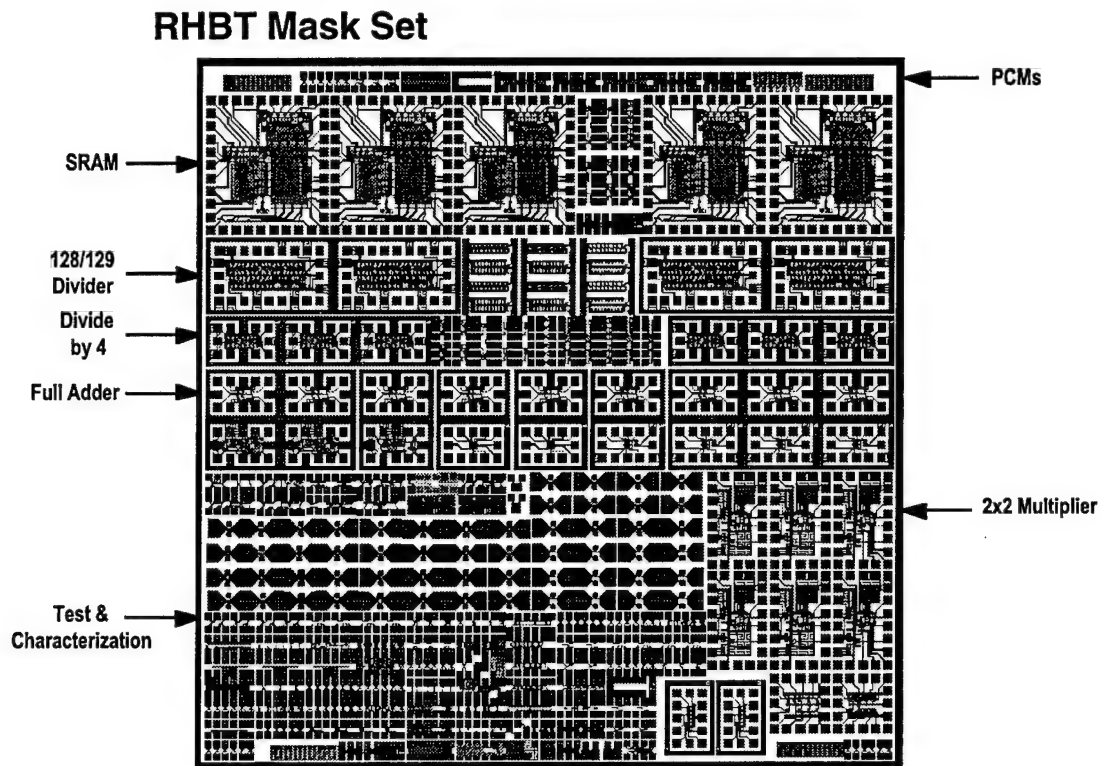 RHBT Mask Set
PCMs
SRAM
128/129
Divider
Divide
by 4
Full Adder
2x2 Multiplier
Test &
Characterization